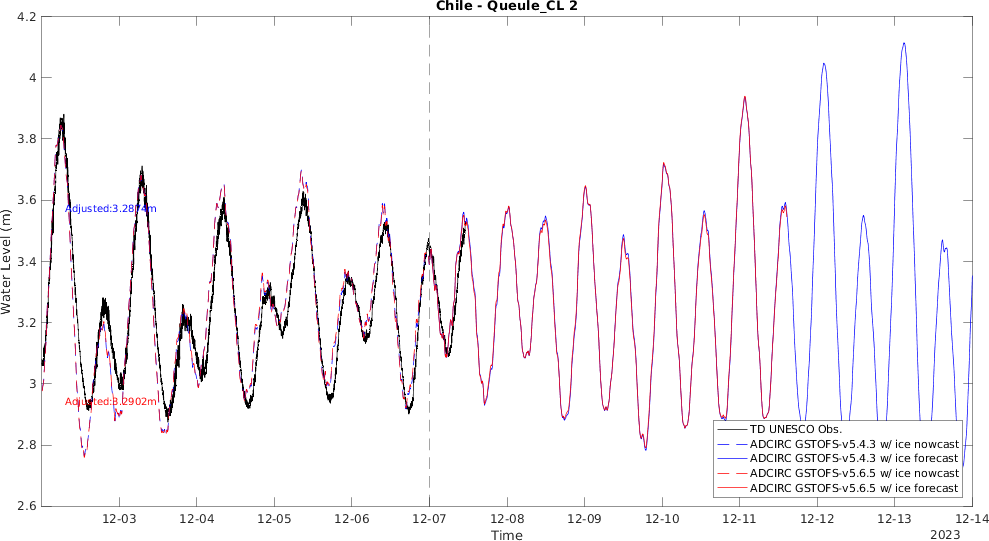 Chile - Queule_CL 2
4.2
4
3.8
3.6
3.4
3.2
3
2.8
2.6
Water Level (m)
Adjusted:3.2902m
TD UNESCO Obs.
ADCIRC GSTOFS-v5.4.3 w/ ice nowcast
ADCIRC GSTOFS-v5.4.3 w/ ice forecast
ADCIRC GSTOFS-v5.6.5 w/ ice nowcast
ADCIRC GSTOFS-v5.6.5 w/ ice forecast
12-03
12-04
12-05
12-06
12-07
12-08
12-09
12-10
12-11
12-12
12-13
12-14
Time
2023